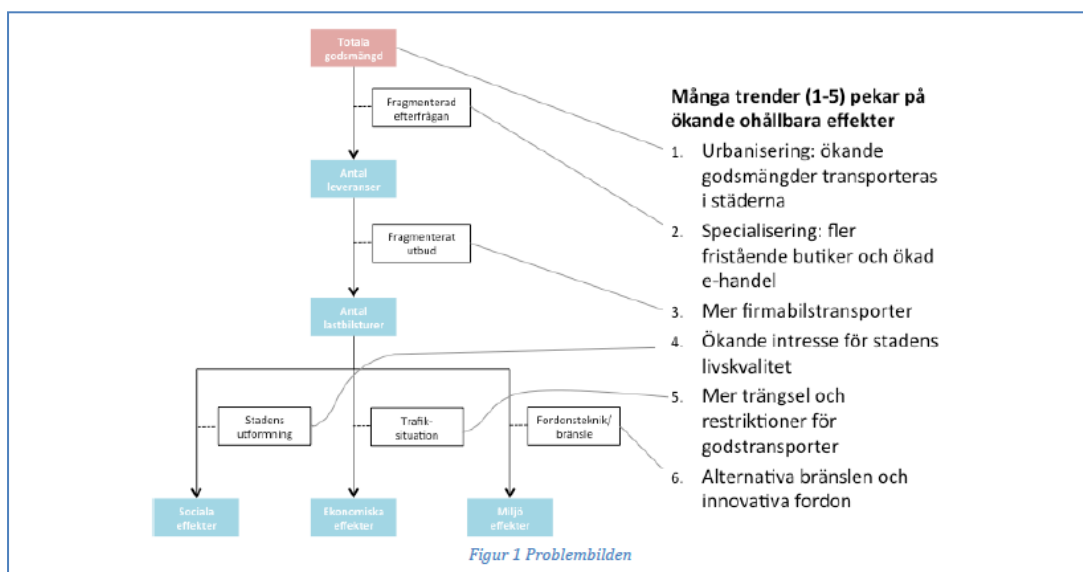 Totala
godsmängd
Fragmenterad
efterfrågan
Antal
leveranser
Fragmenterat
utbud
Antal
lastbilsturer
Stadens
utformning
Trafik-
situation
Fordonsteknik/
bränsle
Sociala
effekter
Ekonomiska
effekter
Miljö
effekter
Många trender (1-5) pekar på
ökande ohållbara effekter
1. Urbanisering: ökande
godsmängder transporteras
i städerna
2. Specialisering: fler
fristående butiker och ökad
e-handel
3. Mer firmabilstransporter
4. Ökande intresse för stadens
livskvalitet
5. Mer trängsel och
restriktioner för
godstransporter
6. Alternativa bränslen och
innovativa fordon
Figur 1 Problembilden